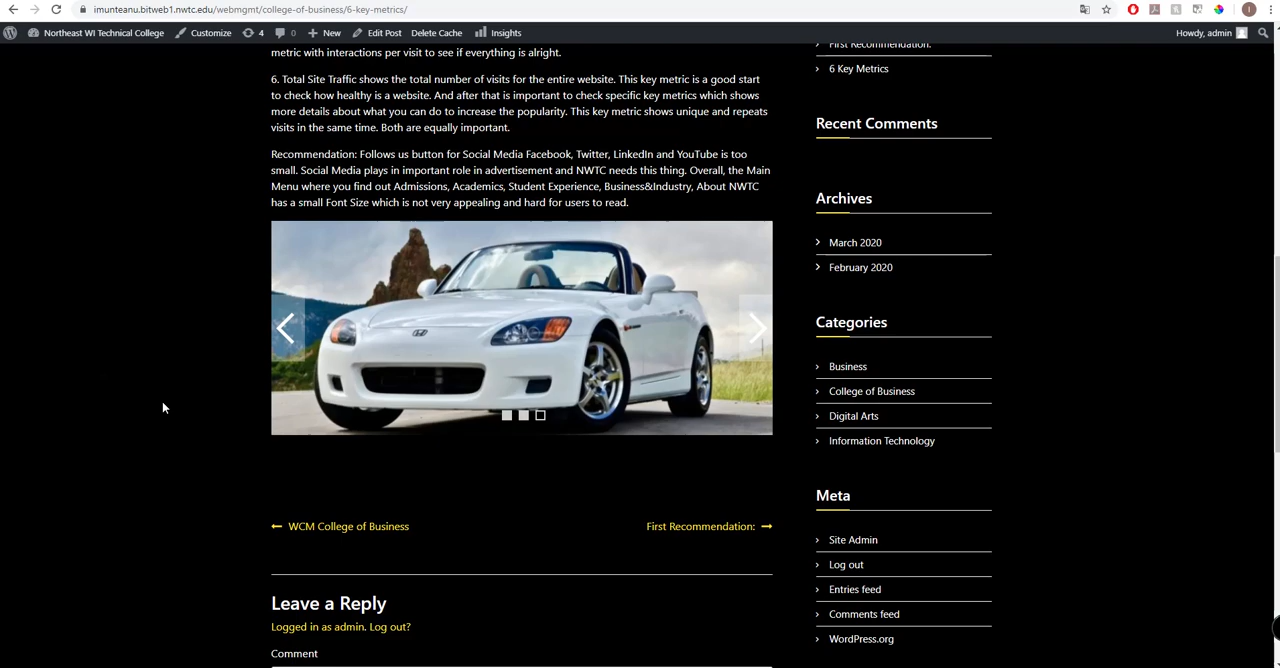 imunteanu.bitweb1.nwtc.edu/webmgmt/college-of-business/6-key-metrics/
Northeast WI Technical College
Customize
4
0
New
Edit Post
Delete Cache
Insights
Howdy, admin
metric with interactions per visit to see if everything is alright.
6. Total Site Traffic shows the total number of visits for the entire website. This key metric is a good start
to check how healthy is a website. And after that is important to check specific key metrics which shows
more details about what you can do to increase the popularity. This key metric shows unique and repeats
visits in the same time. Both are equally important.
Recommendation: Follows us button for Social Media Facebook, Twitter, LinkedIn and YouTube is too
small. Social Media plays in important role in advertisement and NWTC needs this thing. Overall, the Main
Menu where you find out Admissions, Academics, Student Experience, Business&Industry, About NWTC
has a small Font Size which is not very appealing and hard for users to read.
WCM College of Business
First Recommendation:
Leave a Reply
Logged in as admin. Log out?
Comment
First Recommendation:
6 Key Metrics
Recent Comments
Archives
March 2020
February 2020
Categories
Business
College of Business
Digital Arts
Information Technology
Meta
Site Admin
Log out
Entries feed
Comments feed
WordPress.org